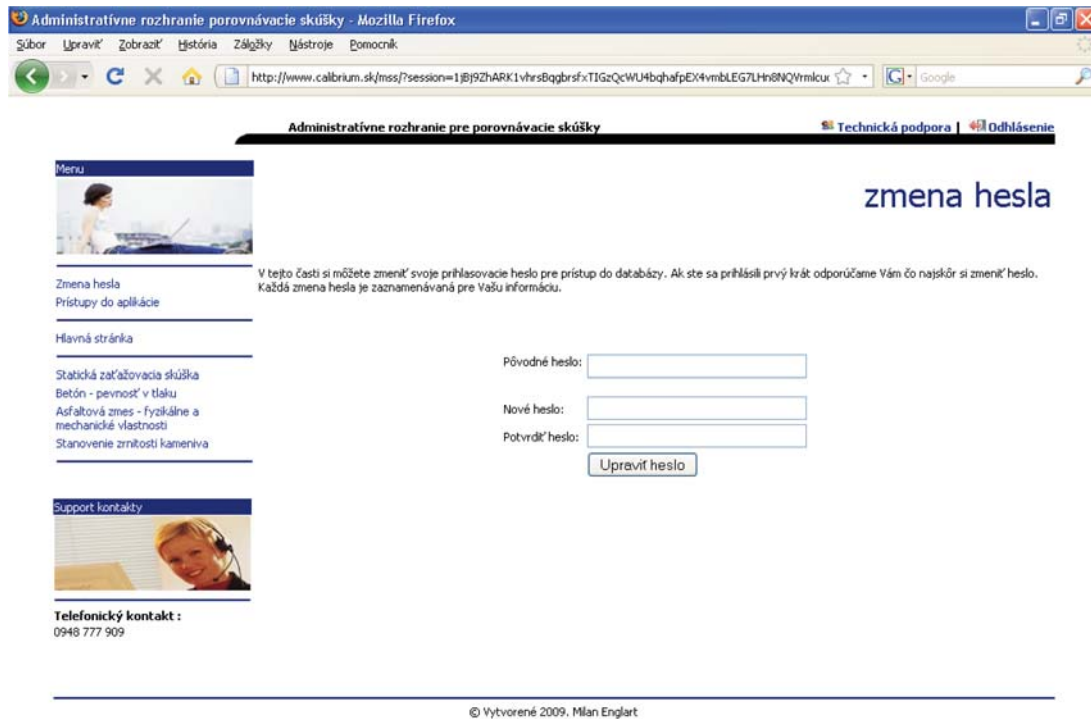 Administratívne rozhranie porovnávacie skúšky - Mozilla Firefox
Súbor Upraviť Zobraziť História Záložky Nástroje Pomocník
Google
Administratívne rozhranie pre porovnávacie skúšky
Technická podpora | Odhlásenie
Menu
zmena hesla
V tejto časti si môžete zmeniť svoje prihlasovacie heslo pre prístup do databázy. Ak ste sa prihlásili prvý krát odporúčame Vám čo najskôr si zmeniť heslo.
Každá zmena hesla je zaznamenávaná pre Vašu informáciu.
Zmena hesla
Prístupy do aplikácie
Hlavná stránka
Statická zaťažovacia skúška
Betón - pevnosť v tlaku
Asfaltová zmes - fyzikálne a
mechanické vlastnosti
Stanovenie zrnitosti kameniva
Pôvodné heslo:
Nové heslo:
Potvrdiť heslo:
Upraviť heslo
Support kontakty
Telefonický kontakt :
0948 777 909
© Vytvorené 2009. Milan Englart